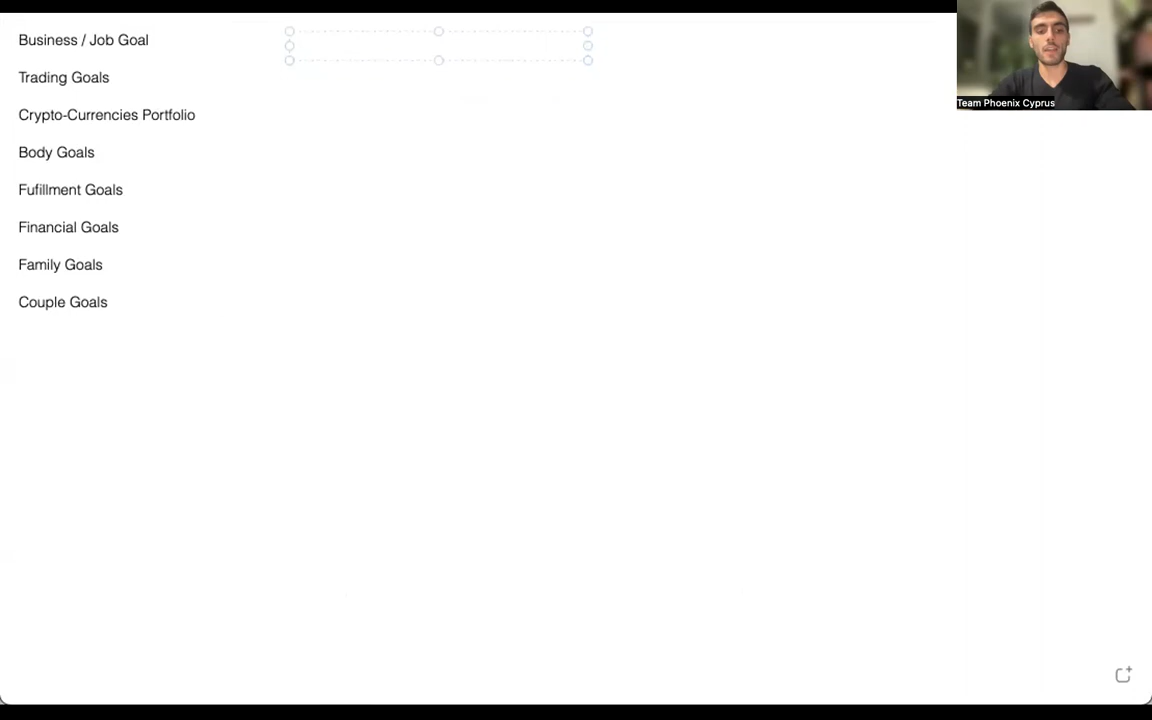 Business / Job Goal
Trading Goals
Crypto-Currencies Portfolio
Body Goals
Fufillment Goals
Financial Goals
Family Goals
Couple Goals
Team Phoenix Cyprus